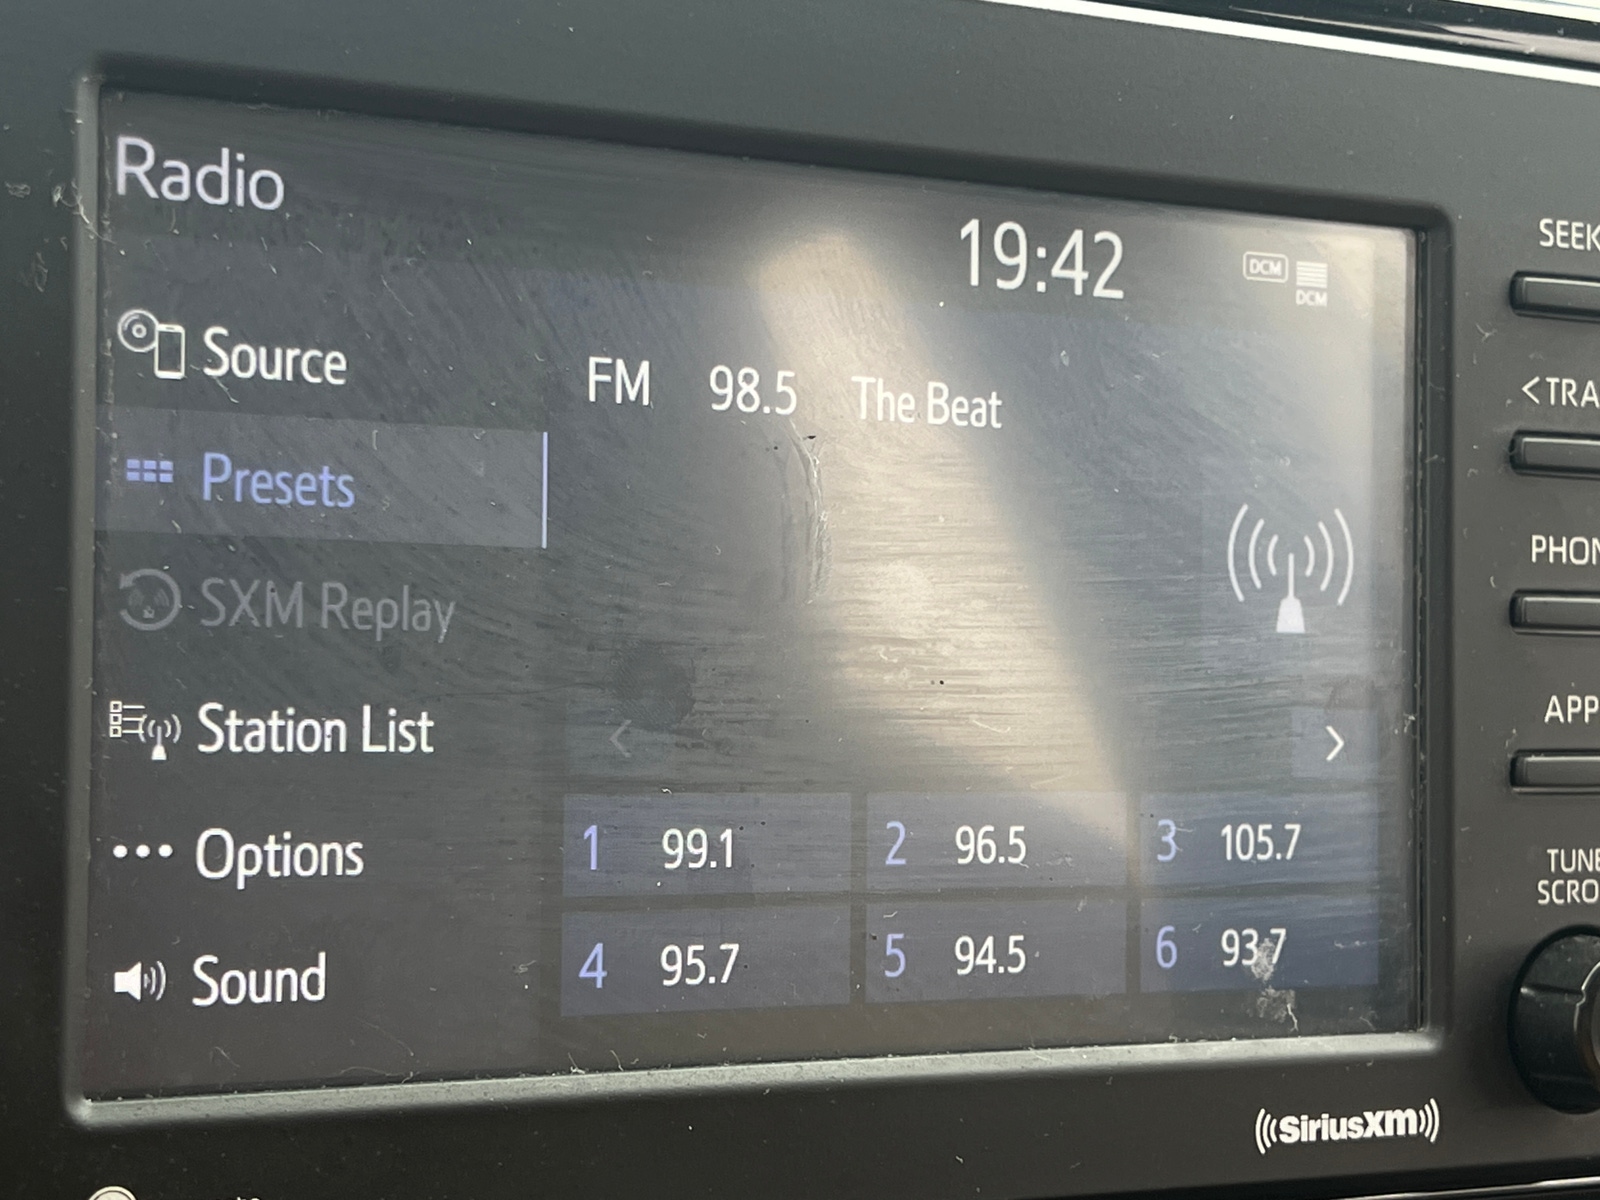 Radio
19:42
DCM
DCM
Source
FM 98.5 The Beat
Presets
SXM Replay
Station List
Options
Sound
1 99.1
2 96.5
3 105.7
4 95.7
5 94.5
6 93.7
SEEK
<TRA
PHON
APP
TUNE
SCRO
SiriusXM